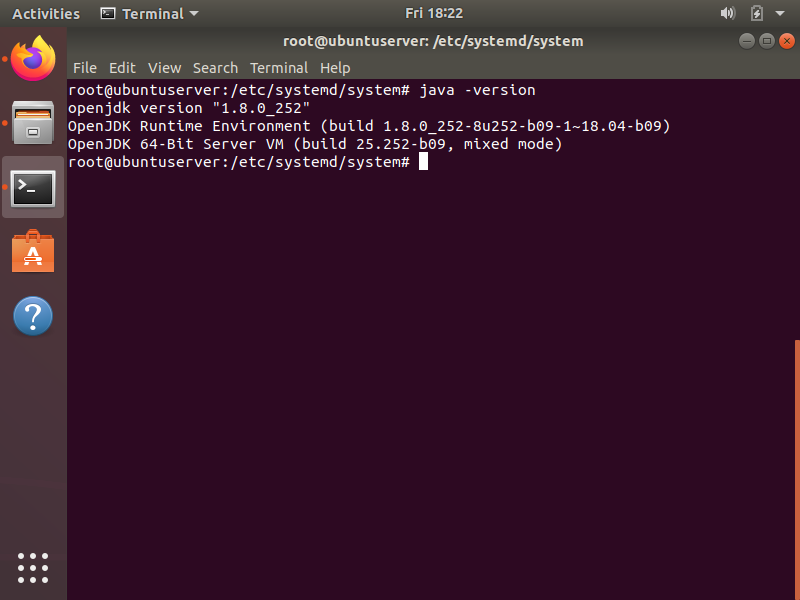 Activities Terminal Fri 18:22
root@ubuntuserver: /etc/systemd/system
File Edit View Search Terminal Help
root@ubuntuserver:/etc/systemd/system# java -version
openjdk version "1.8.0_252"
OpenJDK Runtime Environment (build 1.8.0_252-8u252-b09-1~18.04-b09)
OpenJDK 64-Bit Server VM (build 25.252-b09, mixed mode)
root@ubuntuserver:/etc/systemd/system#